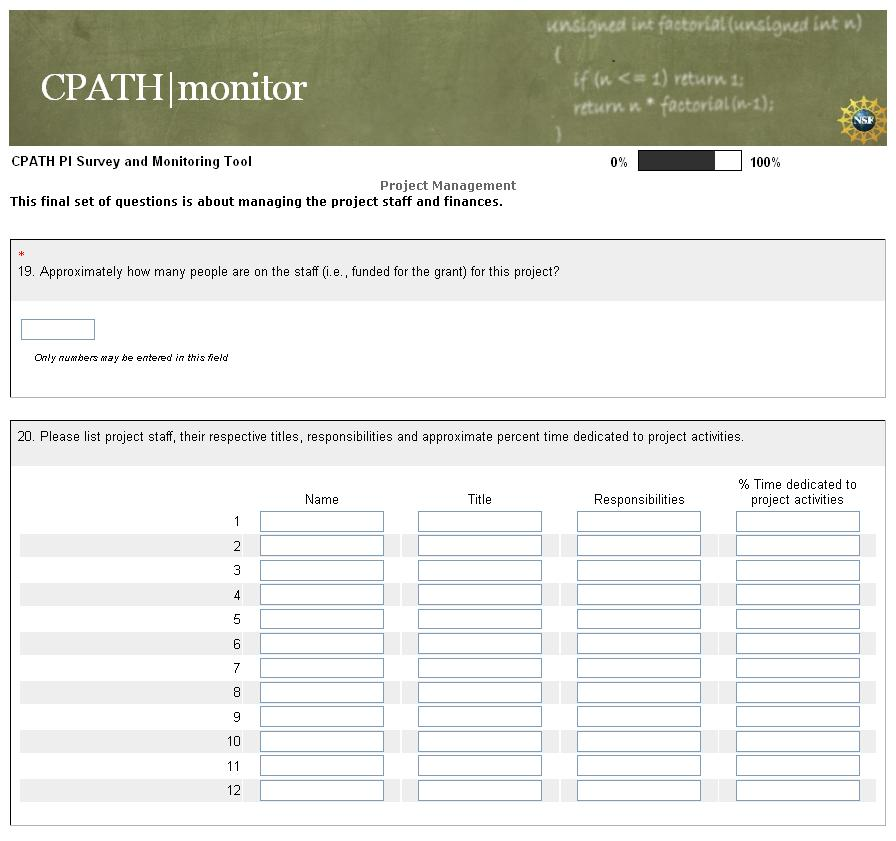 unsigned int factorial(unsigned int n)
{
if (n <= 1) return 1;
return n * factorial(n-1);
}
CPATH|monitor
NSF
CPATH PI Survey and Monitoring Tool
0% 100%
Project Management
This final set of questions is about managing the project staff and finances.
*
19. Approximately how many people are on the staff (i.e., funded for the grant) for this project?
Only numbers may be entered in this field
20. Please list project staff, their respective titles, responsibilities and approximate percent time dedicated to project activities.
Name Title Responsibilities % Time dedicated to
project activities
1
2
3
4
5
6
7
8
9
10
11
12